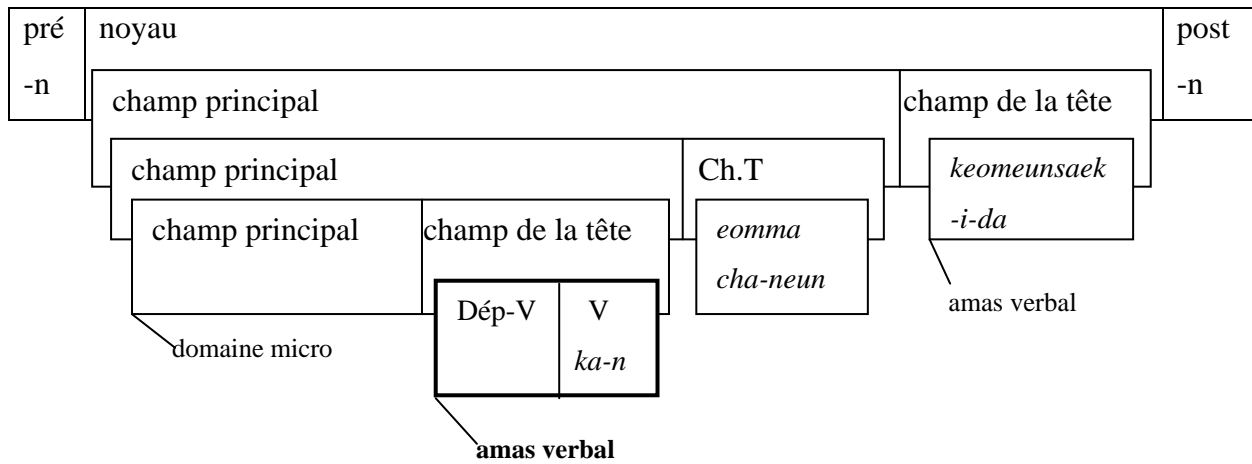 pré noyau post
-n -n
champ principal champ de la tête
champ principal Ch.T keomeunsaek
-i-da
champ principal champ de la tête eomma
cha-neun
amas verbal
Dép-V V
domaine micro
ka-n
amas verbal